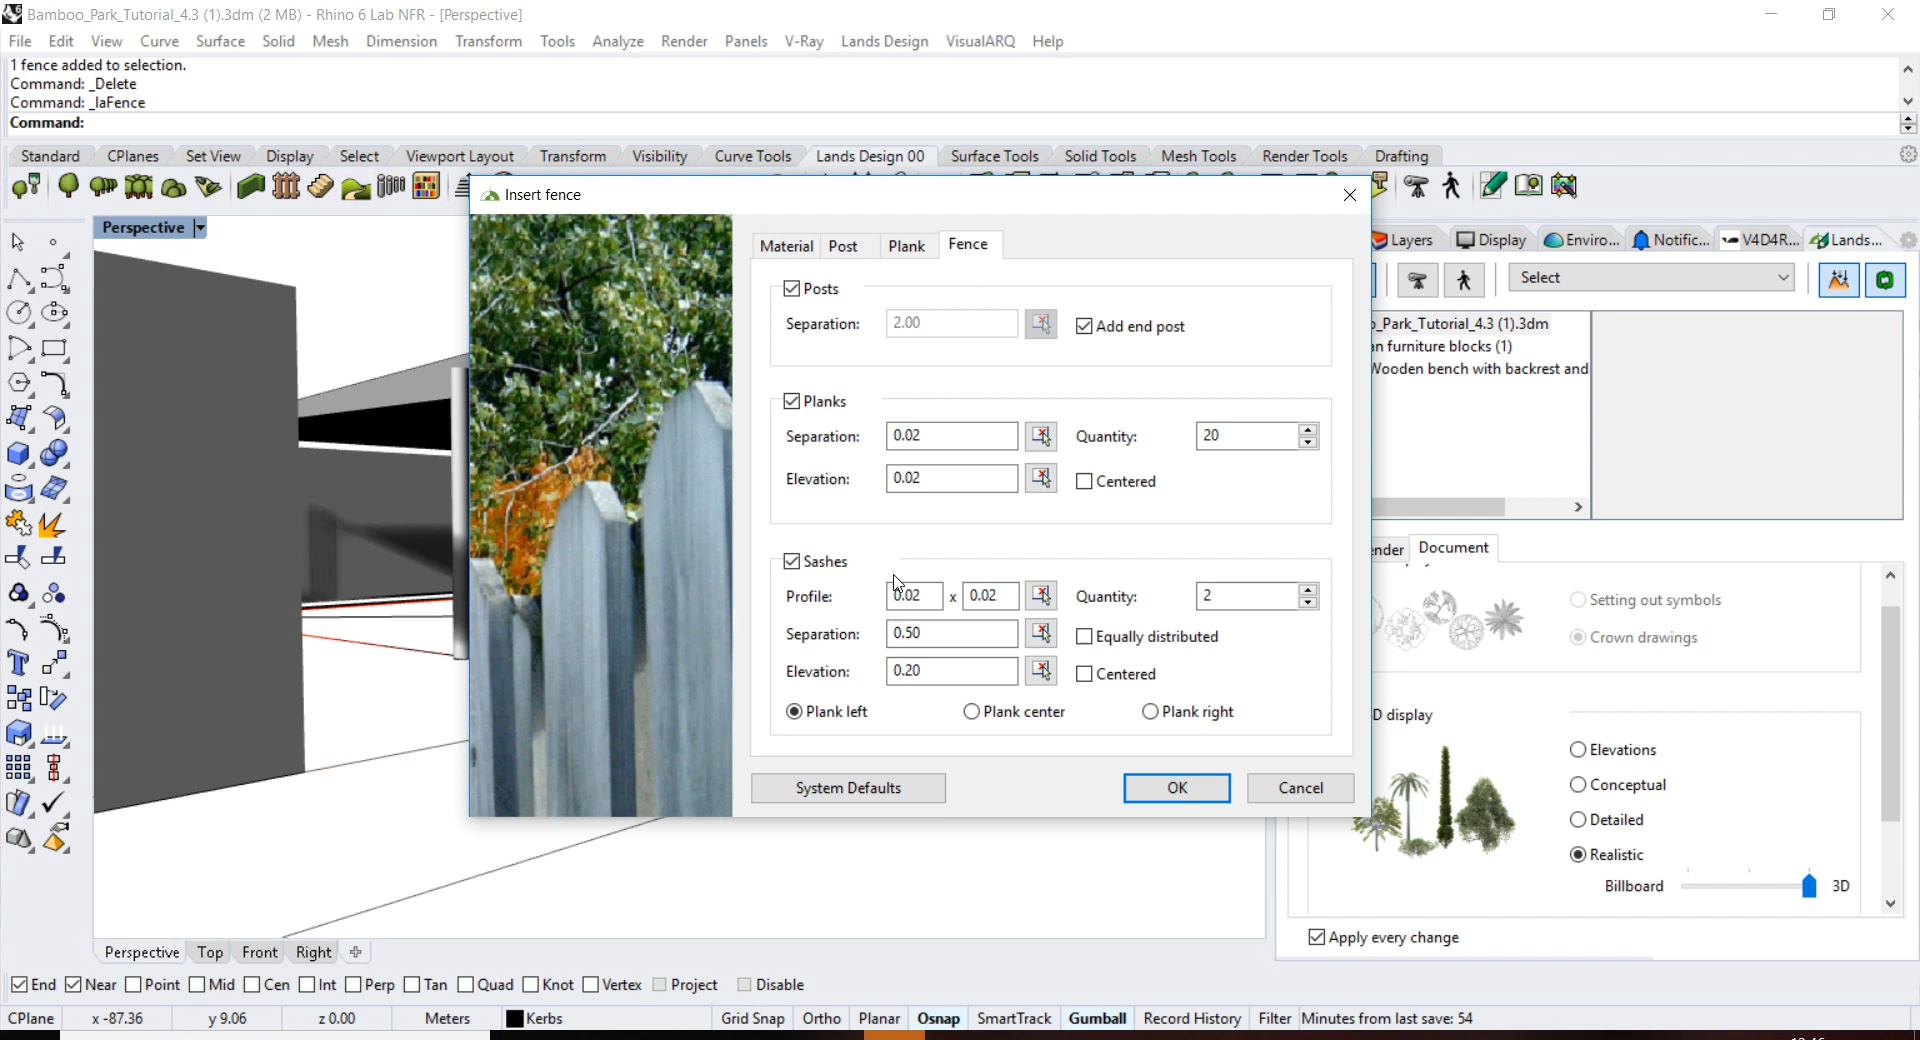 Bamboo_Park_Tutorial_4.3 (1).3dm (2 MB) - Rhino 6 Lab NFR - [Perspective]
File Edit View Curve Surface Solid Mesh Dimension Transform Tools Analyze Render Panels V-Ray Lands Design VisualARQ Help
1 fence added to selection.
Command: _Delete
Command: _laFence
Command:
Standard CPlanes Set View Display Select Viewport Layout Transform Visibility Curve Tools Lands Design 00 Surface Tools Solid Tools Mesh Tools Render Tools Drafting
Insert fence
Perspective
Material Post Plank Fence
Layers Display Enviro... Notific... V4D4R... Lands...
Select
Posts
Separation: 2.00 Add end post
_Park_Tutorial_4.3 (1).3dm
n furniture blocks (1)
Wooden bench with backrest and
Planks
Separation: 0.02 Quantity: 20
Elevation: 0.02 Centered
Sashes
Profile: 0.02 x 0.02 Quantity: 2
Separation: 0.50 Equally distributed
Elevation: 0.20 Centered
Plank left Plank center Plank right
System Defaults OK Cancel
nder Document
Setting out symbols
Crown drawings
D display
Elevations
Conceptual
Detailed
Realistic
Billboard 3D
Apply every change
Perspective Top Front Right
End Near Point Mid Cen Int Perp Tan Quad Knot Vertex Project Disable
CPlane x -87.36 y 9.06 z 0.00 Meters Kerbs Grid Snap Ortho Planar Osnap SmartTrack Gumball Record History Filter Minutes from last save: 54